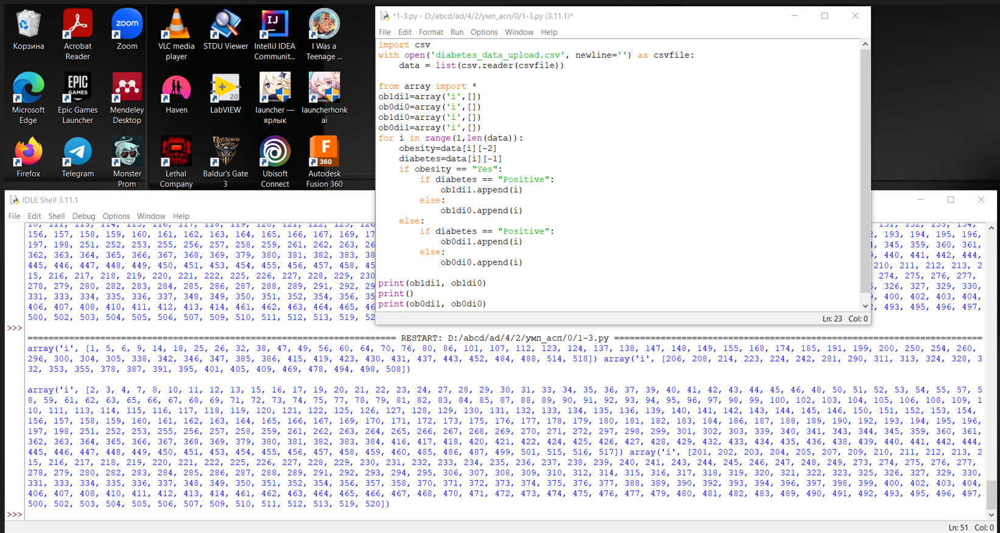 Корзина
Acrobat Reader
Zoom
VLC media player
STDU Viewer
IntelliJ IDEA Communit...
I Was a Teenage ...
Microsoft Edge
Epic Games Launcher
Mendeley Desktop
Haven
LabVIEW
launcher — ярлык
launcherhonkai
Firefox
Telegram
Monster Prom
Lethal Company
Baldur's Gate 3
Ubisoft Connect
Autodesk Fusion 360
*1-3.py - D:/abcd/ad/4/2/умп_асп/0/1-3.py (3.11.1)*
File Edit Format Run Options Window Help
import csv
with open('diabetes_data_upload.csv', newline='') as csvfile:
    data = list(csv.reader(csvfile))
from array import *
ob1di1=array('i',[])
ob0di0=array('i',[])
ob1di0=array('i',[])
ob0di1=array('i',[])
for i in range(1,len(data)):
    obesity=data[i][-2]
    diabetes=data[i][-1]
    if obesity == "Yes":
        if diabetes == "Positive":
            ob1di1.append(i)
        else:
            ob1di0.append(i)
    else:
        if diabetes == "Positive":
            ob0di1.append(i)
        else:
            ob0di0.append(i)
print(ob1di1, ob1di0)
print()
print(ob0di1, ob0di0)
Ln: 23 Col: 0
IDLE Shell 3.11.1
File Edit Shell Debug Options Window Help
156, 157, 158, 159, 160, 161, 162, 163, 164, 165, 166, 167, 169, 17 2, 193, 194, 195, 196,
197, 198, 251, 252, 253, 255, 256, 257, 258, 259, 261, 262, 263, 26 4, 345, 359, 360, 361,
362, 363, 364, 365, 366, 367, 368, 369, 379, 380, 381, 382, 383, 38 9, 440, 441, 442, 444,
445, 446, 447, 448, 449, 450, 451, 453, 454, 455, 456, 457, 458, 45 210, 211, 212, 213, 2
15, 216, 217, 218, 219, 220, 221, 222, 225, 226, 227, 228, 229, 230 274, 275, 276, 277,
278, 279, 280, 282, 283, 284, 285, 286, 287, 288, 289, 291, 292, 29 326, 327, 329, 330,
331, 333, 334, 335, 336, 337, 348, 349, 350, 351, 352, 354, 356, 35 9, 400, 402, 403, 404,
406, 407, 408, 410, 411, 412, 413, 414, 461, 462, 463, 464, 465, 46 2, 493, 495, 496, 497,
500, 502, 503, 504, 505, 506, 507, 509, 510, 511, 512, 513, 519, 52
>>>
RESTART: D:/abcd/ad/4/2/умп_асп/0/1-3.py
array('i', [1, 5, 6, 9, 14, 18, 25, 26, 32, 38, 47, 49, 56, 60, 64, 70, 76, 80, 86, 101, 107, 112, 123, 124, 137, 138, 147, 148, 149, 155, 168, 174, 185, 191, 199, 200, 250, 254, 260,
296, 300, 304, 305, 338, 342, 346, 347, 385, 386, 415, 419, 423, 430, 431, 437, 443, 452, 484, 488, 514, 518]) array('i', [206, 208, 214, 223, 224, 242, 281, 290, 311, 313, 324, 328, 3
32, 353, 355, 378, 387, 391, 395, 401, 405, 409, 469, 478, 494, 498, 508])
array('i', [2, 3, 4, 7, 8, 10, 11, 12, 13, 15, 16, 17, 19, 20, 21, 22, 23, 24, 27, 28, 29, 30, 31, 33, 34, 35, 36, 37, 39, 40, 41, 42, 43, 44, 45, 46, 48, 50, 51, 52, 53, 54, 55, 57, 5
8, 59, 61, 62, 63, 65, 66, 67, 68, 69, 71, 72, 73, 74, 75, 77, 78, 79, 81, 82, 83, 84, 85, 87, 88, 89, 90, 91, 92, 93, 94, 95, 96, 97, 98, 99, 100, 102, 103, 104, 105, 106, 108, 109, 1
10, 111, 113, 114, 115, 116, 117, 118, 119, 120, 121, 122, 125, 126, 127, 128, 129, 130, 131, 132, 133, 134, 135, 136, 139, 140, 141, 142, 143, 144, 145, 146, 150, 151, 152, 153, 154,
156, 157, 158, 159, 160, 161, 162, 163, 164, 165, 166, 167, 169, 170, 171, 172, 173, 175, 176, 177, 178, 179, 180, 181, 182, 183, 184, 186, 187, 188, 189, 190, 192, 193, 194, 195, 196,
197, 198, 251, 252, 253, 255, 256, 257, 258, 259, 261, 262, 263, 264, 265, 266, 267, 268, 269, 270, 271, 272, 297, 298, 299, 301, 302, 303, 339, 340, 341, 343, 344, 345, 359, 360, 361,
362, 363, 364, 365, 366, 367, 368, 369, 379, 380, 381, 382, 383, 384, 416, 417, 418, 420, 421, 422, 424, 425, 426, 427, 428, 429, 432, 433, 434, 435, 436, 438, 439, 440, 441, 442, 444,
445, 446, 447, 448, 449, 450, 451, 453, 454, 455, 456, 457, 458, 459, 460, 485, 486, 487, 499, 501, 515, 516, 517]) array('i', [201, 202, 203, 204, 205, 207, 209, 210, 211, 212, 213, 2
15, 216, 217, 218, 219, 220, 221, 222, 225, 226, 227, 228, 229, 230, 231, 232, 233, 234, 235, 236, 237, 238, 239, 240, 241, 243, 244, 245, 246, 247, 248, 249, 273, 274, 275, 276, 277,
278, 279, 280, 282, 283, 284, 285, 286, 287, 288, 289, 291, 292, 293, 294, 295, 306, 307, 308, 309, 310, 312, 314, 315, 316, 317, 318, 319, 320, 321, 322, 323, 325, 326, 327, 329, 330,
331, 333, 334, 335, 336, 337, 348, 349, 350, 351, 352, 354, 356, 357, 358, 370, 371, 372, 373, 374, 375, 376, 377, 388, 389, 390, 392, 393, 394, 396, 397, 398, 399, 400, 402, 403, 404,
406, 407, 408, 410, 411, 412, 413, 414, 461, 462, 463, 464, 465, 466, 467, 468, 470, 471, 472, 473, 474, 475, 476, 477, 479, 480, 481, 482, 483, 489, 490, 491, 492, 493, 495, 496, 497,
500, 502, 503, 504, 505, 506, 507, 509, 510, 511, 512, 513, 519, 520])
>>>
Ln: 51 Col: 0